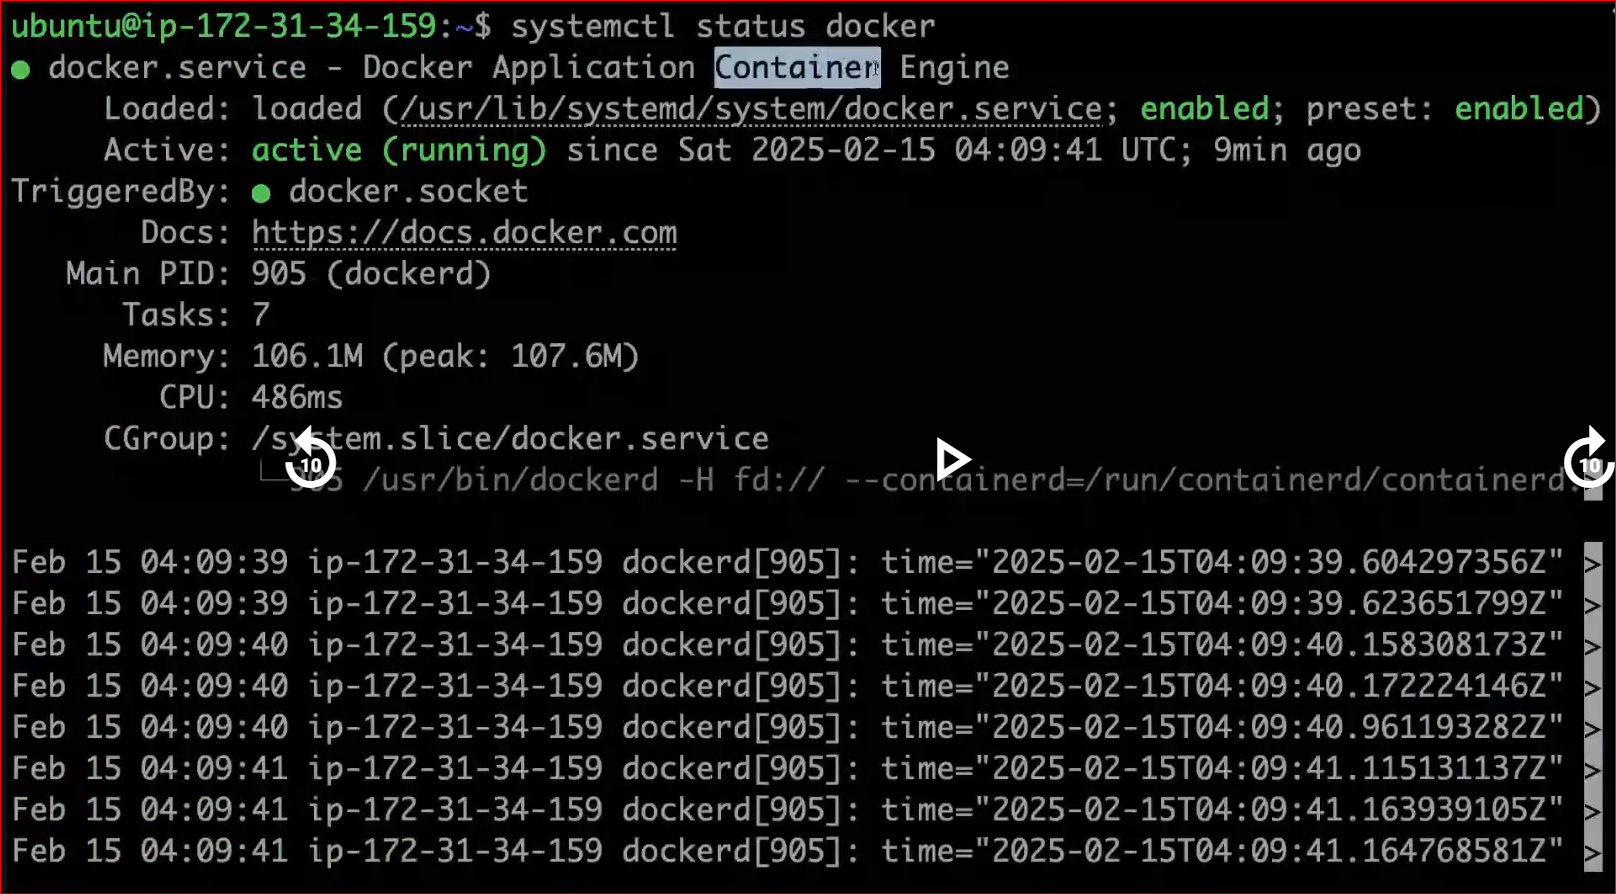 ubuntu@ip-172-31-34-159:~$ systemctl status docker
● docker.service - Docker Application Container Engine
Loaded: loaded (/usr/lib/systemd/system/docker.service; enabled; preset: enabled)
Active: active (running) since Sat 2025-02-15 04:09:41 UTC; 9min ago
TriggeredBy: ● docker.socket
Docs: https://docs.docker.com
Main PID: 905 (dockerd)
Tasks: 7
Memory: 106.1M (peak: 107.6M)
CPU: 486ms
CGroup: /system.slice/docker.service
10
10
└─905 /usr/bin/dockerd -H fd:// --containerd=/run/containerd/containerd.>
Feb 15 04:09:39 ip-172-31-34-159 dockerd[905]: time="2025-02-15T04:09:39.604297356Z" >
Feb 15 04:09:39 ip-172-31-34-159 dockerd[905]: time="2025-02-15T04:09:39.623651799Z" >
Feb 15 04:09:40 ip-172-31-34-159 dockerd[905]: time="2025-02-15T04:09:40.158308173Z" >
Feb 15 04:09:40 ip-172-31-34-159 dockerd[905]: time="2025-02-15T04:09:40.172224146Z" >
Feb 15 04:09:40 ip-172-31-34-159 dockerd[905]: time="2025-02-15T04:09:40.961193282Z" >
Feb 15 04:09:41 ip-172-31-34-159 dockerd[905]: time="2025-02-15T04:09:41.115131137Z" >
Feb 15 04:09:41 ip-172-31-34-159 dockerd[905]: time="2025-02-15T04:09:41.163939105Z" >
Feb 15 04:09:41 ip-172-31-34-159 dockerd[905]: time="2025-02-15T04:09:41.164768581Z" >